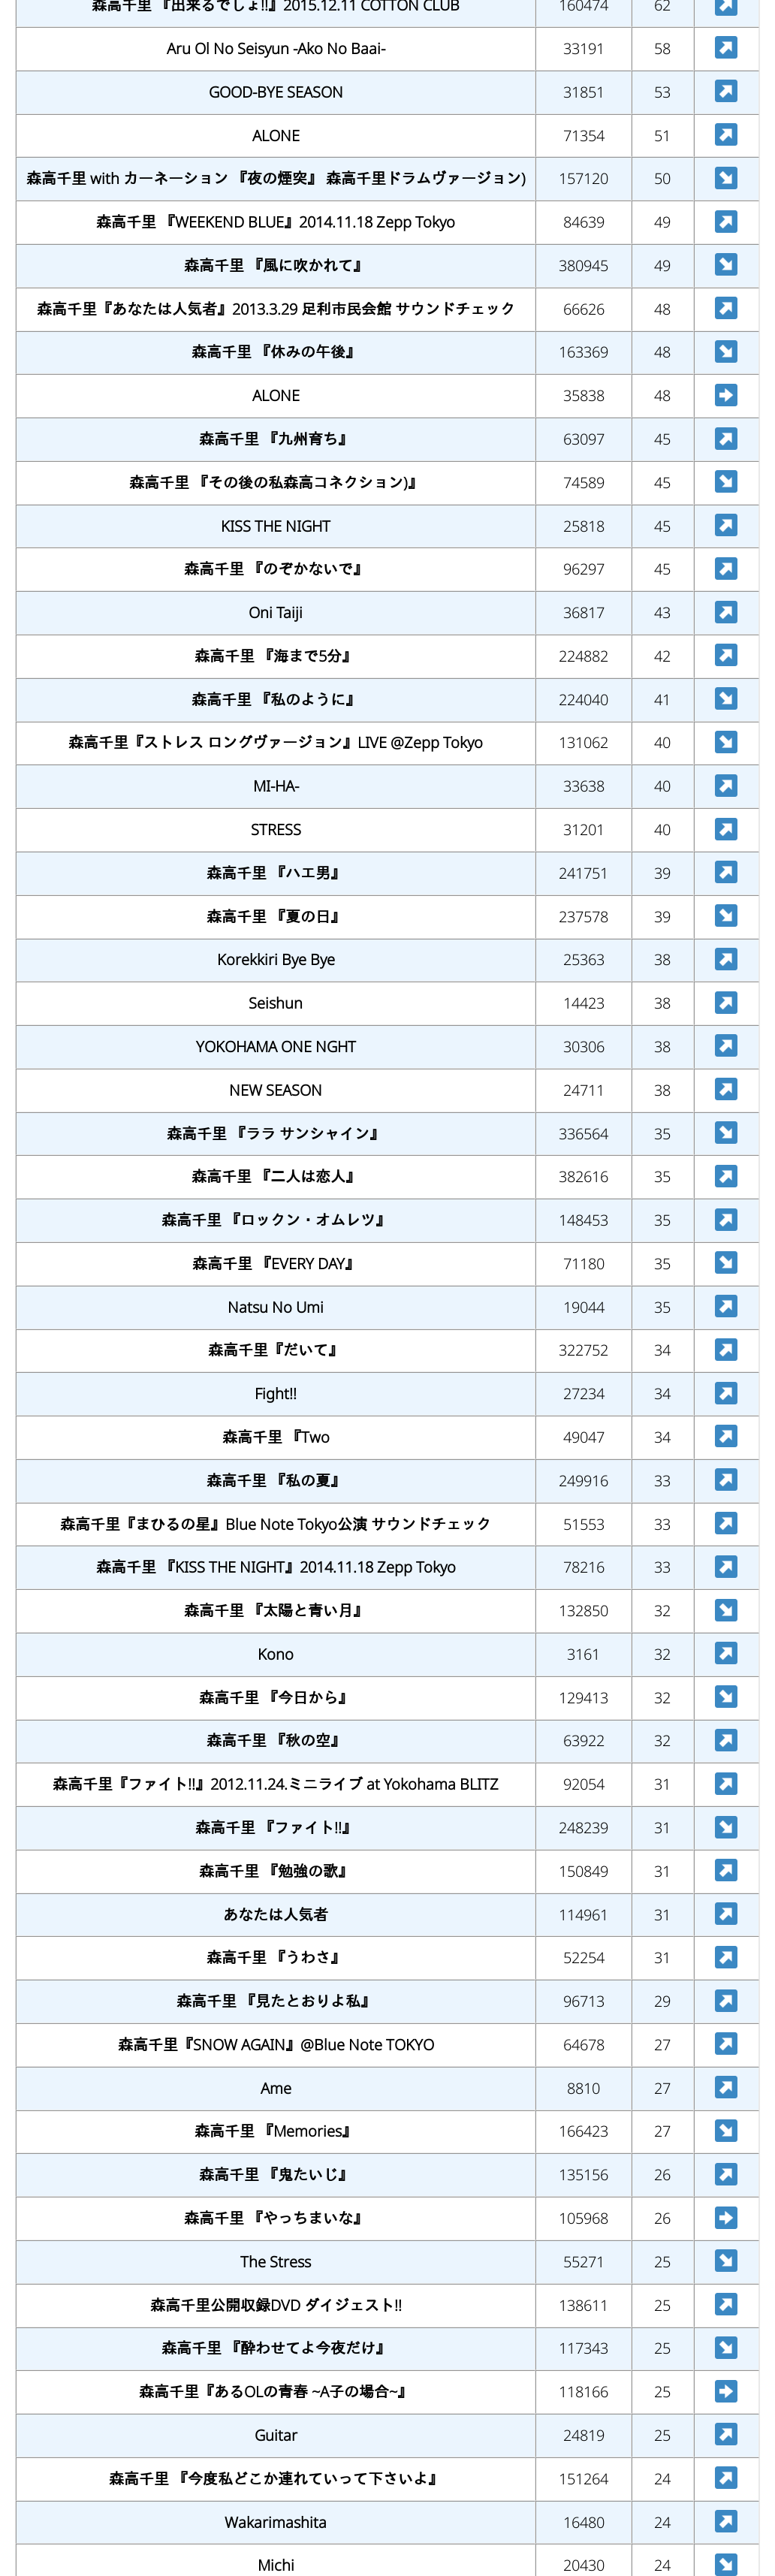 森高千里 『出来るでしょ!!』2015.12.11 COTTON CLUB 160474 62
Aru Ol No Seisyun -Ako No Baai- 33191 58
GOOD-BYE SEASON 31851 53
ALONE 71354 51
森高千里 with カーネーション 『夜の煙突』 森高千里ドラムヴァージョン) 157120 50
森高千里 『WEEKEND BLUE』2014.11.18 Zepp Tokyo 84639 49
森高千里 『風に吹かれて』 380945 49
森高千里『あなたは人気者』2013.3.29 足利市民会館 サウンドチェック 66626 48
森高千里 『休みの午後』 163369 48
ALONE 35838 48
森高千里 『九州育ち』 63097 45
森高千里 『その後の私森高コネクション)』 74589 45
KISS THE NIGHT 25818 45
森高千里 『のぞかないで』 96297 45
Oni Taiji 36817 43
森高千里 『海まで5分』 224882 42
森高千里 『私のように』 224040 41
森高千里『ストレス ロングヴァージョン』LIVE @Zepp Tokyo 131062 40
MI-HA- 33638 40
STRESS 31201 40
森高千里 『ハエ男』 241751 39
森高千里 『夏の日』 237578 39
Korekkiri Bye Bye 25363 38
Seishun 14423 38
YOKOHAMA ONE NGHT 30306 38
NEW SEASON 24711 38
森高千里 『ララ サンシャイン』 336564 35
森高千里 『二人は恋人』 382616 35
森高千里 『ロックン・オムレツ』 148453 35
森高千里 『EVERY DAY』 71180 35
Natsu No Umi 19044 35
森高千里『だいて』 322752 34
Fight!! 27234 34
森高千里 『Two 49047 34
森高千里 『私の夏』 249916 33
森高千里『まひるの星』Blue Note Tokyo公演 サウンドチェック 51553 33
森高千里 『KISS THE NIGHT』2014.11.18 Zepp Tokyo 78216 33
森高千里 『太陽と青い月』 132850 32
Kono 3161 32
森高千里 『今日から』 129413 32
森高千里 『秋の空』 63922 32
森高千里『ファイト!!』2012.11.24.ミニライブ at Yokohama BLITZ 92054 31
森高千里 『ファイト!!』 248239 31
森高千里 『勉強の歌』 150849 31
あなたは人気者 114961 31
森高千里 『うわさ』 52254 31
森高千里 『見たとおりよ私』 96713 29
森高千里『SNOW AGAIN』@Blue Note TOKYO 64678 27
Ame 8810 27
森高千里 『Memories』 166423 27
森高千里 『鬼たいじ』 135156 26
森高千里 『やっちまいな』 105968 26
The Stress 55271 25
森高千里公開収録DVD ダイジェスト!! 138611 25
森高千里 『酔わせてよ今夜だけ』 117343 25
森高千里『あるOLの青春 ~A子の場合~』 118166 25
Guitar 24819 25
森高千里 『今度私どこか連れていって下さいよ』 151264 24
Wakarimashita 16480 24
Michi 20430 24